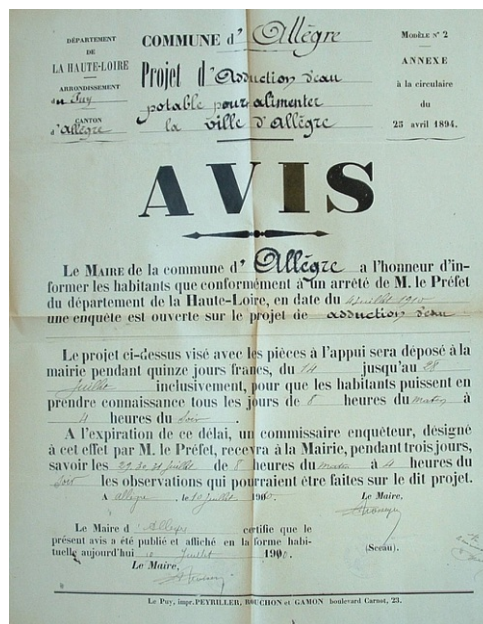 DÉPARTEMENT
DE
LA HAUTE-LOIRE
ARRONDISSEMENT
du Puy
CANTON
d'Allègre
COMMUNE d' Allègre
Projet d'Adduction d'eau
potable pour alimenter
la ville d'Allègre
MODÈLE N° 2
ANNEXE
à la circulaire
du
23 avril 1894.
AVIS
Le MAIRE de la commune d' Allègre a l'honneur d'in-
former les habitants que conformément à un arrêté de M. le Préfet
du département de la Haute-Loire, en date du juillet 1910
une enquête est ouverte sur le projet de adduction d'eau
Le projet ci-dessus visé avec les pièces à l'appui sera déposé à la
mairie pendant quinze jours francs, du 14 jusqu'au 28
juillet inclusivement, pour que les habitants puissent en
prendre connaissance tous les jours de 8 heures du matin à
4 heures du soir.
A l'expiration de ce délai, un commissaire enquêteur, désigné
à cet effet par M. le Préfet, recevra à la Mairie, pendant trois jours,
savoir les 29. 30. 31 juillet de 8 heures du matin à 4 heures du
soir les observations qui pourraient être faites sur le dit projet.
A allègre, le 10 juillet 1910.
Le Maire,
Le Maire d'Allègre certifie que le
présent avis a été publié et affiché en la forme habi-
tuelle aujourd'hui 10 juillet 1910.
Le Maire,
(Sceau).
Le Puy, impr. PEYRILLER, ROUCHON et GAMON boulevard Carnot, 23.